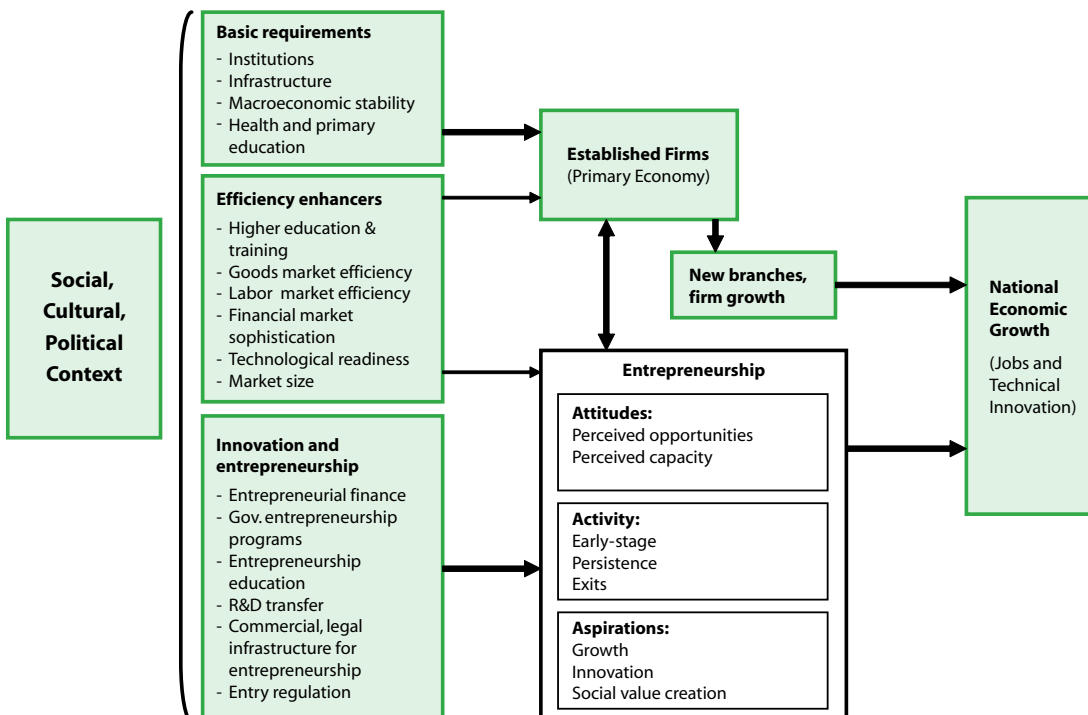 Social,
Cultural,
Political
Context
Basic requirements
- Institutions
- Infrastructure
- Macroeconomic stability
- Health and primary
education
Efficiency enhancers
- Higher education &
training
- Goods market efficiency
- Labor market efficiency
- Financial market
sophistication
- Technological readiness
- Market size
Innovation and
entrepreneurship
- Entrepreneurial finance
- Gov. entrepreneurship
programs
- Entrepreneurship
education
- R&D transfer
- Commercial, legal
infrastructure for
entrepreneurship
- Entry regulation
Established Firms
(Primary Economy)
New branches,
firm growth
Entrepreneurship
Attitudes:
Perceived opportunities
Perceived capacity
Activity:
Early-stage
Persistence
Exits
Aspirations:
Growth
Innovation
Social value creation
National
Economic
Growth
(Jobs and
Technical
Innovation)